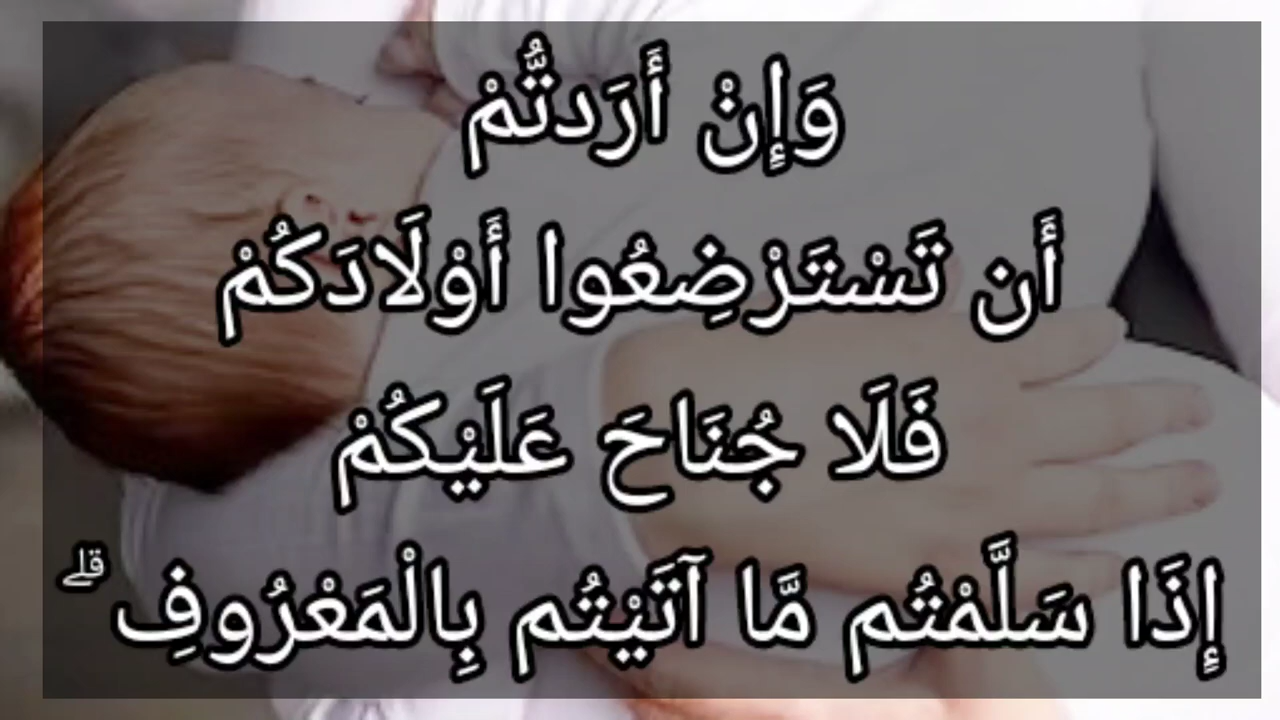 وَإِنْ أَرَدتُّمْ
أَن تَسْتَرْضِعُوا أَوْلَادَكُمْ
فَلَا جُنَاحَ عَلَيْكُمْ
إِذَا سَلَّمْتُم مَّا آتَيْتُم بِالْمَعْرُوفِ ۗ